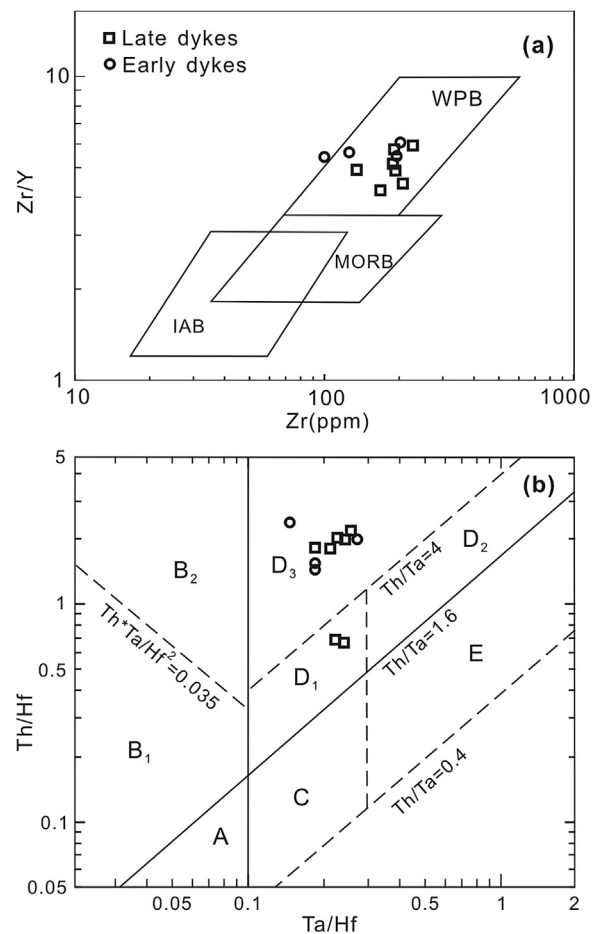 Late dykes
Early dykes
(a)
10
WPB
Zr/Y
MORB
IAB
1
10
100
1000
Zr(ppm)
5
(b)
B2
D3
D2
Th/Ta=4
1
Th*Ta/Hf²=0.035
Th/Ta=1.6
E
0.5
D1
Th/Hf
B1
C
Th/Ta=0.4
0.1
A
0.05
0.05
0.1
0.5
1
2
Ta/Hf